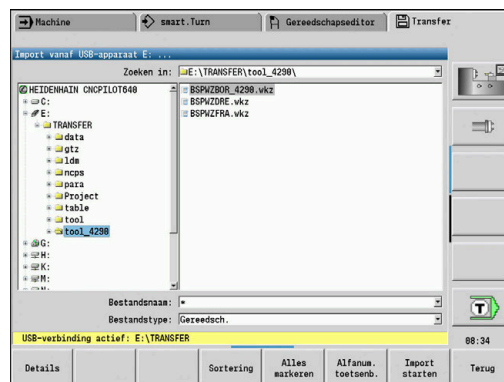 Machine
smart.Turn
Gereedschapseditor
Transfer
Import vanaf USB-apparaat E: ...
Zoeken in: E:\TRANSFER\tool_4290\
HEIDENHAIN CNCPILOT640
C:
E:
TRANSFER
data
gtz
ldm
ncps
para
Project
table
tool
tool_4290
G:
H:
K:
M:
BSPWZBOR_4290.wkz
BSPWZDRE.wkz
BSPWZFRA.wkz
Bestandsnaam: *
Bestandstype: Gereedsch.
USB-verbinding actief: E:\TRANSFER
T
08:34
Details
Sortering
Alles markeren
Alfanum. toetsenb.
Import starten
Terug